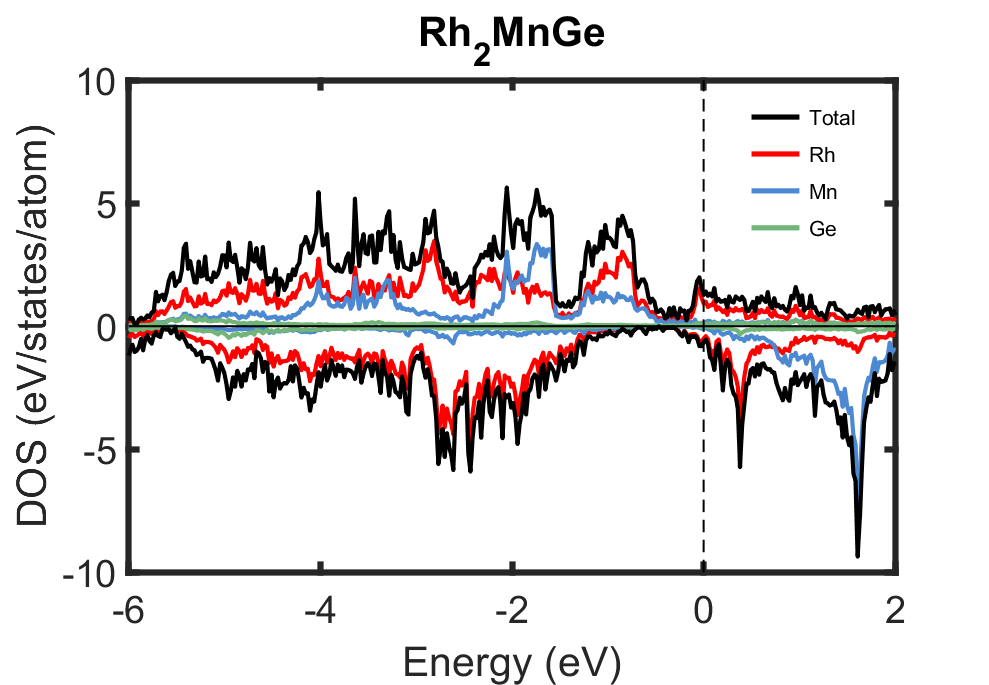 Rh2MnGe
10
5
0
-5
-10
DOS (eV/states/atom)
Total
Rh
Mn
Ge
-6
-4
-2
0
2
Energy (eV)